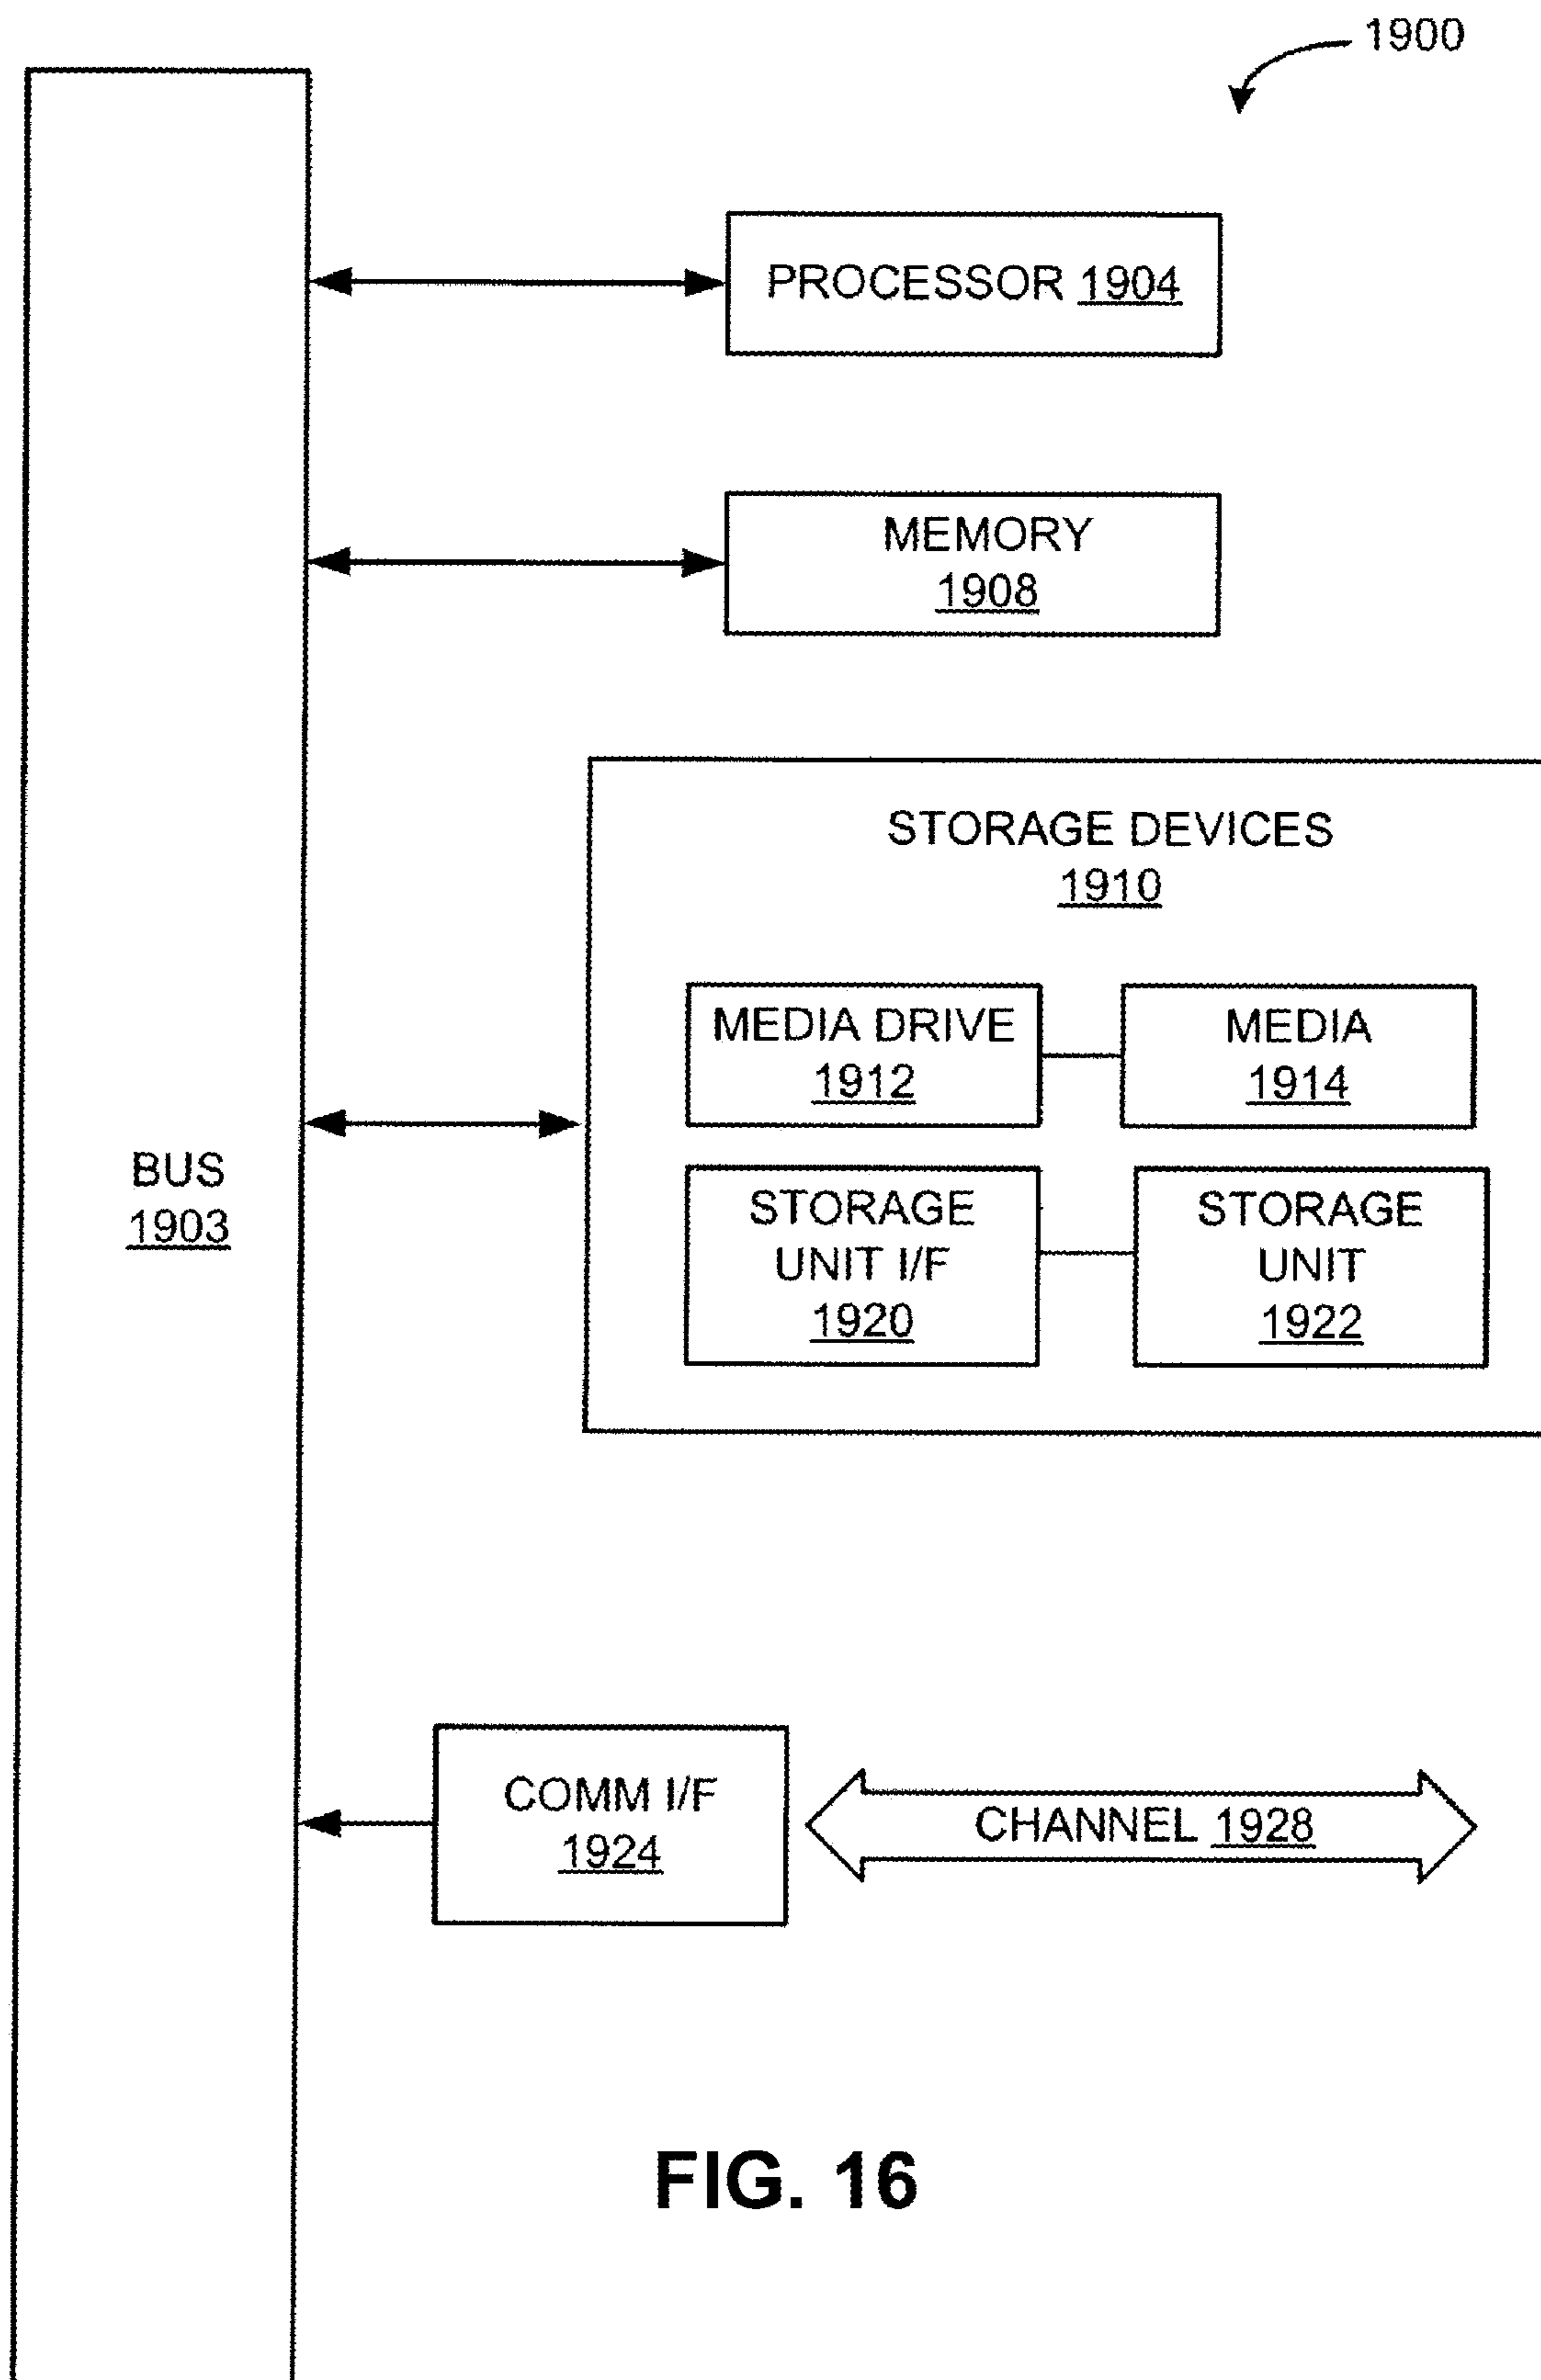 1900
PROCESSOR 1904
MEMORY
1908
STORAGE DEVICES
1910
MEDIA DRIVE
1912
MEDIA
1914
BUS
1903
STORAGE
UNIT I/F
1920
STORAGE
UNIT
1922
COMM I/F
1924
CHANNEL 1928
FIG. 16